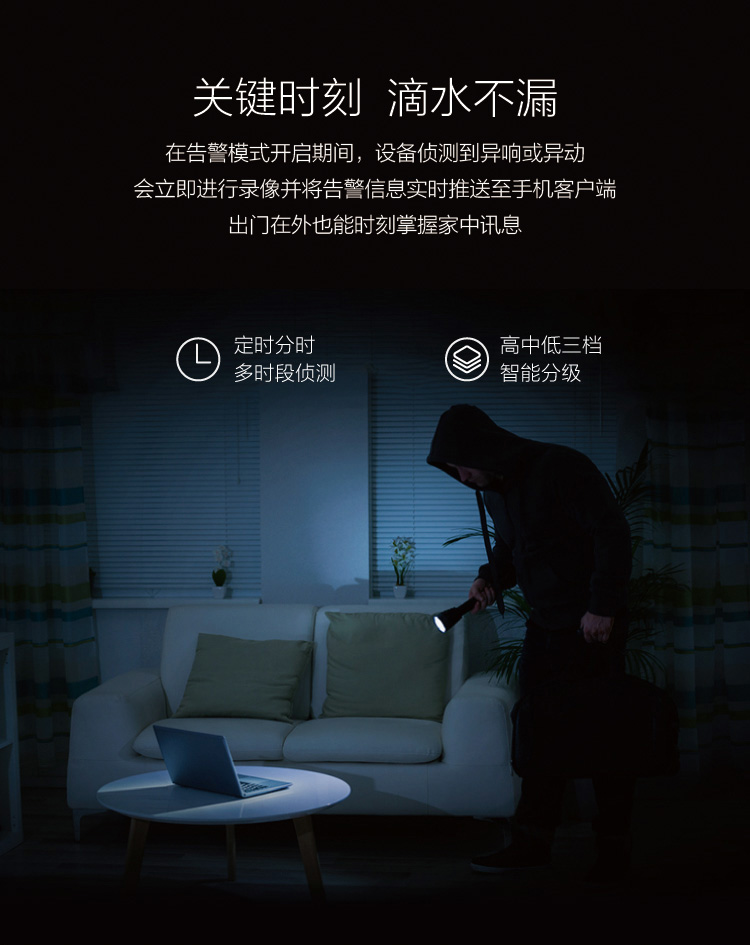 关键时刻 滴水不漏
在告警模式开启期间，设备侦测到异响或异动
会立即进行录像并将告警信息实时推送至手机客户端
出门在外也能时刻掌握家中讯息
定时分时
多时段侦测
高中低三档
智能分级